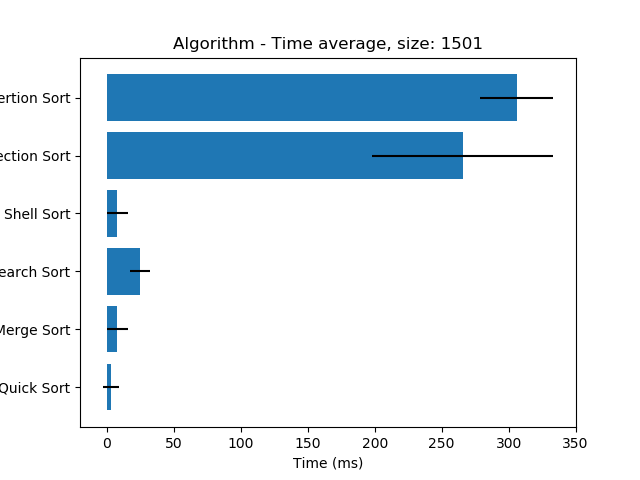 Algorithm - Time average, size: 1501
ertion Sort
ection Sort
Shell Sort
earch Sort
Merge Sort
Quick Sort
0 50 100 150 200 250 300 350
Time (ms)